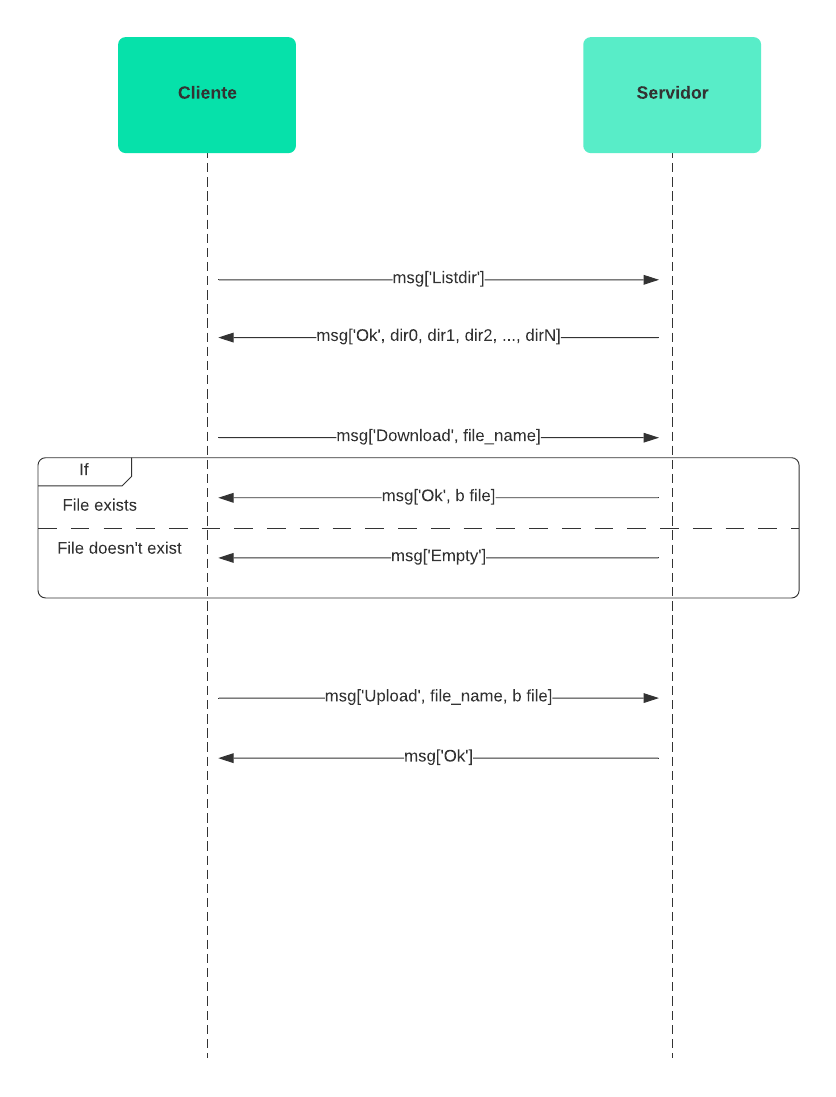 Cliente
Servidor
msg['Listdir']
msg['Ok', dir0, dir1, dir2, ..., dirN]
msg['Download', file_name]
If
File exists
msg['Ok', b file]
File doesn't exist
msg['Empty']
msg['Upload', file_name, b file]
msg['Ok']